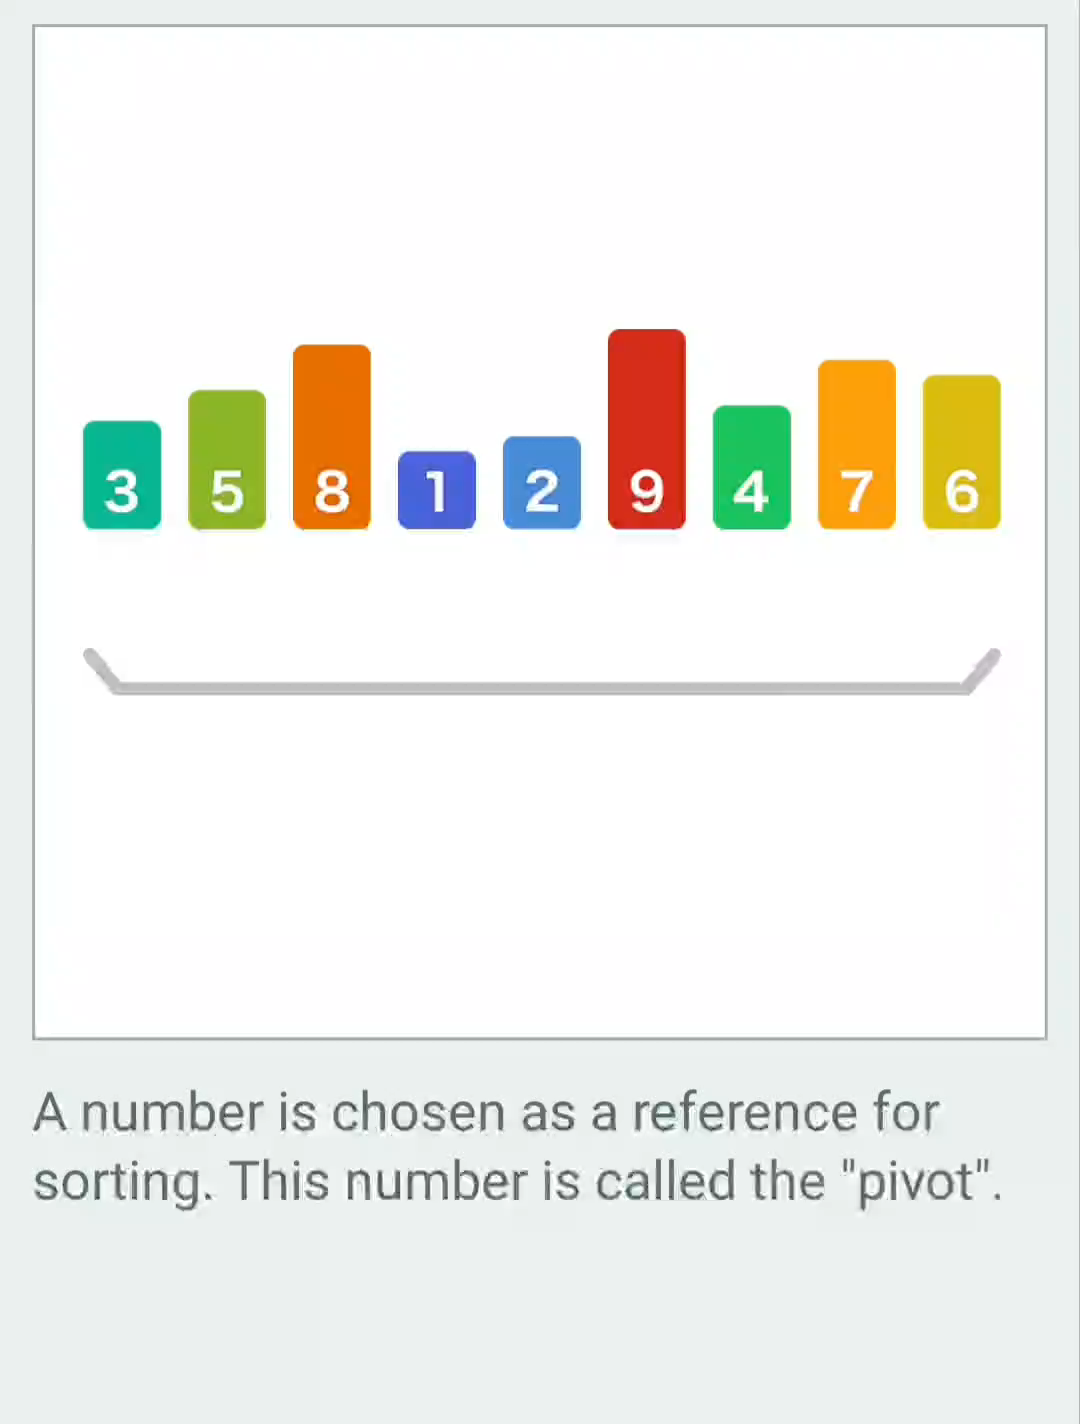 3 5 8 1 2 9 4 7 6
A number is chosen as a reference for
sorting. This number is called the "pivot".